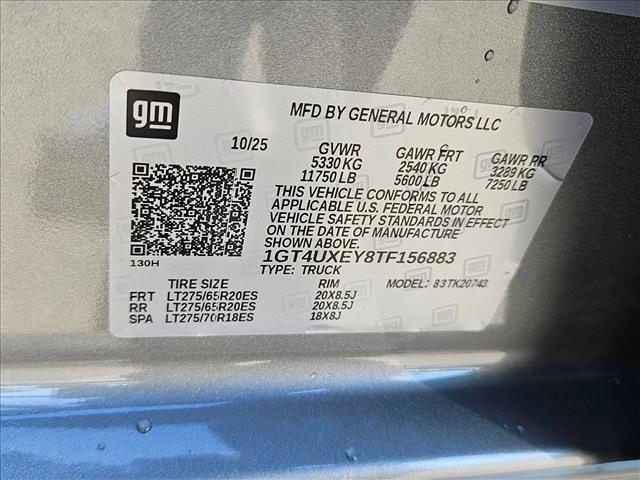 gm
MFD BY GENERAL MOTORS LLC
10/25 GVWR GAWR FRT GAWR RR
5330 KG 2540 KG 3289 KG
11750 LB 5600 LB 7250 LB
THIS VEHICLE CONFORMS TO ALL
APPLICABLE U.S. FEDERAL MOTOR
VEHICLE SAFETY STANDARDS IN EFFECT
ON THE DATE OF MANUFACTURE
SHOWN ABOVE.
130H
1GT4UXEY8TF156883
TYPE: TRUCK MODEL: 83TK20743
TIRE SIZE RIM
FRT LT275/65R20ES 20X8.5J
RR LT275/65R20ES 20X8.5J
SPA LT275/70R18ES 18X8J